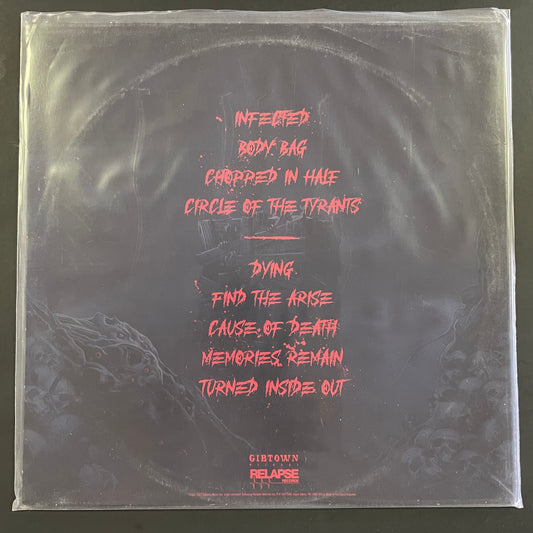 INFECTED
BODY BAG
CHOPPED IN HALF
CIRCLE OF THE TYRANTS
DYING
FIND THE ARISE
CAUSE OF DEATH
MEMORIES REMAIN
TURNED INSIDE OUT
GIBTOWN
RELAPSE
RECORDS